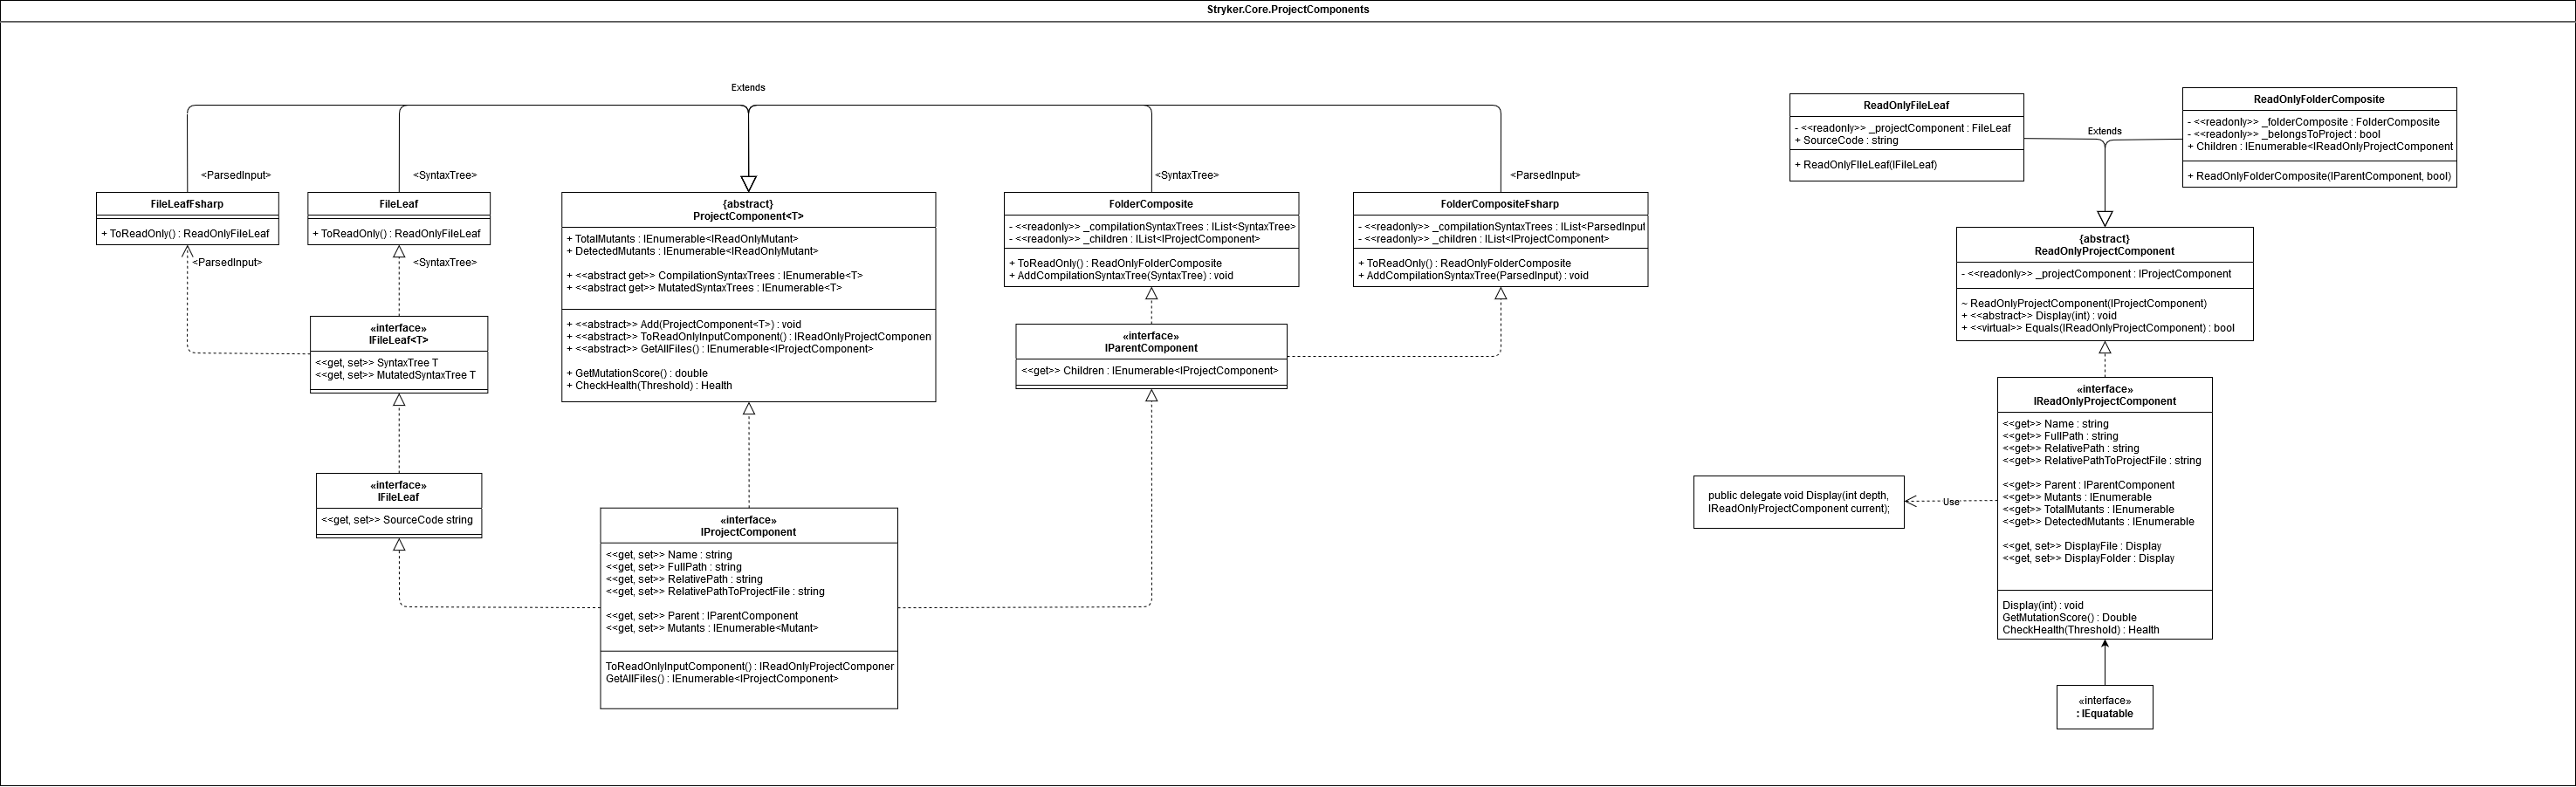 Stryker.Core.ProjectComponents
Extends
<ParsedInput>
<SyntaxTree>
<SyntaxTree>
<ParsedInput>
FileLeafFsharp
+ ToReadOnly() : ReadOnlyFileLeaf
<ParsedInput>
FileLeaf
+ ToReadOnly() : ReadOnlyFileLeaf
<SyntaxTree>
«interface»
IFileLeaf<T>
<<get, set>> SyntaxTree T
<<get, set>> MutatedSyntaxTree T
«interface»
IFileLeaf
<<get, set>> SourceCode string
{abstract}
ProjectComponent<T>
+ TotalMutants : IEnumerable<IReadOnlyMutant>
+ DetectedMutants : IEnumerable<IReadOnlyMutant>
+ <<abstract get>> CompilationSyntaxTrees : IEnumerable<T>
+ <<abstract get>> MutatedSyntaxTrees : IEnumerable<T>
+ <<abstract>> Add(ProjectComponent<T>) : void
+ <<abstract>> ToReadOnlyInputComponent() : IReadOnlyProjectComponen
+ <<abstract>> GetAllFiles() : IEnumerable<IProjectComponent>
+ GetMutationScore() : double
+ CheckHealth(Threshold) : Health
«interface»
IProjectComponent
<<get, set>> Name : string
<<get, set>> FullPath : string
<<get, set>> RelativePath : string
<<get, set>> RelativePathToProjectFile : string
<<get, set>> Parent : IParentComponent
<<get, set>> Mutants : IEnumerable<Mutant>
ToReadOnlyInputComponent() : IReadOnlyProjectComponer
GetAllFiles() : IEnumerable<IProjectComponent>
FolderComposite
- <<readonly>> _compilationSyntaxTrees : IList<SyntaxTree>
- <<readonly>> _children : IList<IProjectComponent>
+ ToReadOnly() : ReadOnlyFolderComposite
+ AddCompilationSyntaxTree(SyntaxTree) : void
FolderCompositeFsharp
- <<readonly>> _compilationSyntaxTrees : IList<ParsedInput
- <<readonly>> _children : IList<IProjectComponent>
+ ToReadOnly() : ReadOnlyFolderComposite
+ AddCompilationSyntaxTree(ParsedInput) : void
«interface»
IParentComponent
<<get>> Children : IEnumerable<IProjectComponent>
ReadOnlyFileLeaf
- <<readonly>> _projectComponent : FileLeaf
+ SourceCode : string
+ ReadOnlyFIleLeaf(IFileLeaf)
Extends
ReadOnlyFolderComposite
- <<readonly>> _folderComposite : FolderComposite
- <<readonly>> _belongsToProject : bool
+ Children : IEnumerable<IReadOnlyProjectComponent
+ ReadOnlyFolderComposite(IParentComponent, bool)
{abstract}
ReadOnlyProjectComponent
- <<readonly>> _projectComponent : IProjectComponent
~ ReadOnlyProjectComponent(IProjectComponent)
+ <<abstract>> Display(int) : void
+ <<virtual>> Equals(IReadOnlyProjectComponent) : bool
«interface»
IReadOnlyProjectComponent
<<get>> Name : string
<<get>> FullPath : string
<<get>> RelativePath : string
<<get>> RelativePathToProjectFile : string
<<get>> Parent : IParentComponent
<<get>> Mutants : IEnumerable
<<get>> TotalMutants : IEnumerable
<<get>> DetectedMutants : IEnumerable
<<get, set>> DisplayFile : Display
<<get, set>> DisplayFolder : Display
Display(int) : void
GetMutationScore() : Double
CheckHealth(Threshold) : Health
Use
public delegate void Display(int depth,
IReadOnlyProjectComponent current);
«interface»
: IEquatable